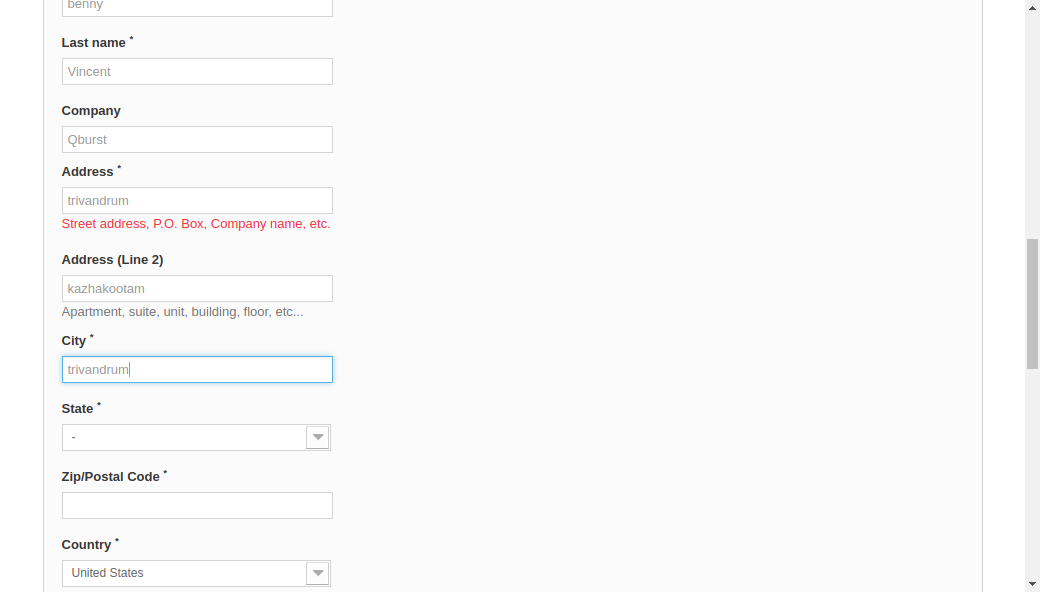 benny
Last name *
Vincent
Company
Qburst
Address *
trivandrum
Street address, P.O. Box, Company name, etc.
Address (Line 2)
kazhakootam
Apartment, suite, unit, building, floor, etc...
City *
trivandrum
State *
-
Zip/Postal Code *
Country *
United States